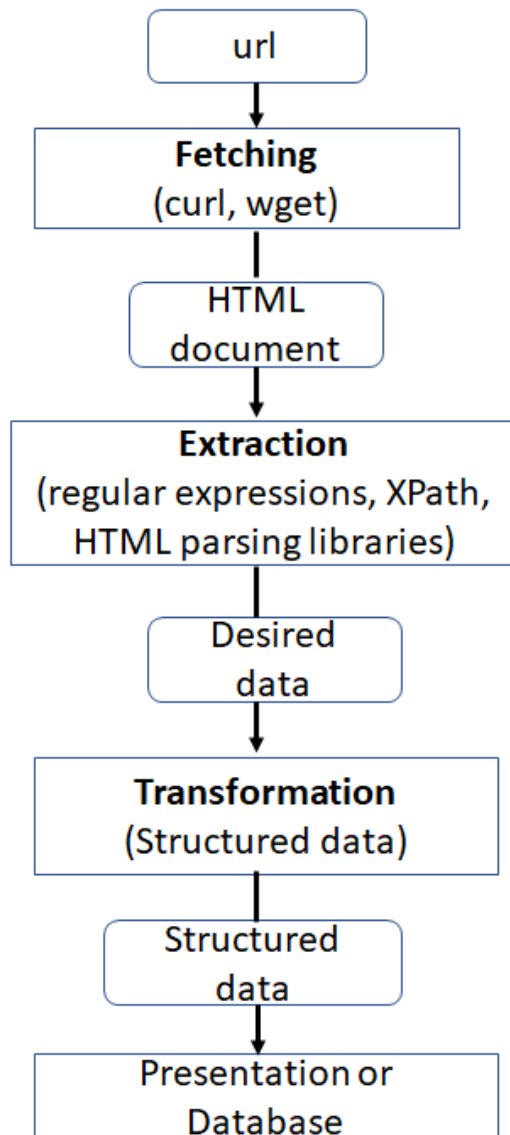 url
Fetching
(curl, wget)
HTML
document
Extraction
(regular expressions, XPath,
HTML parsing libraries)
Desired
data
Transformation
(Structured data)
Structured
data
Presentation or
Database